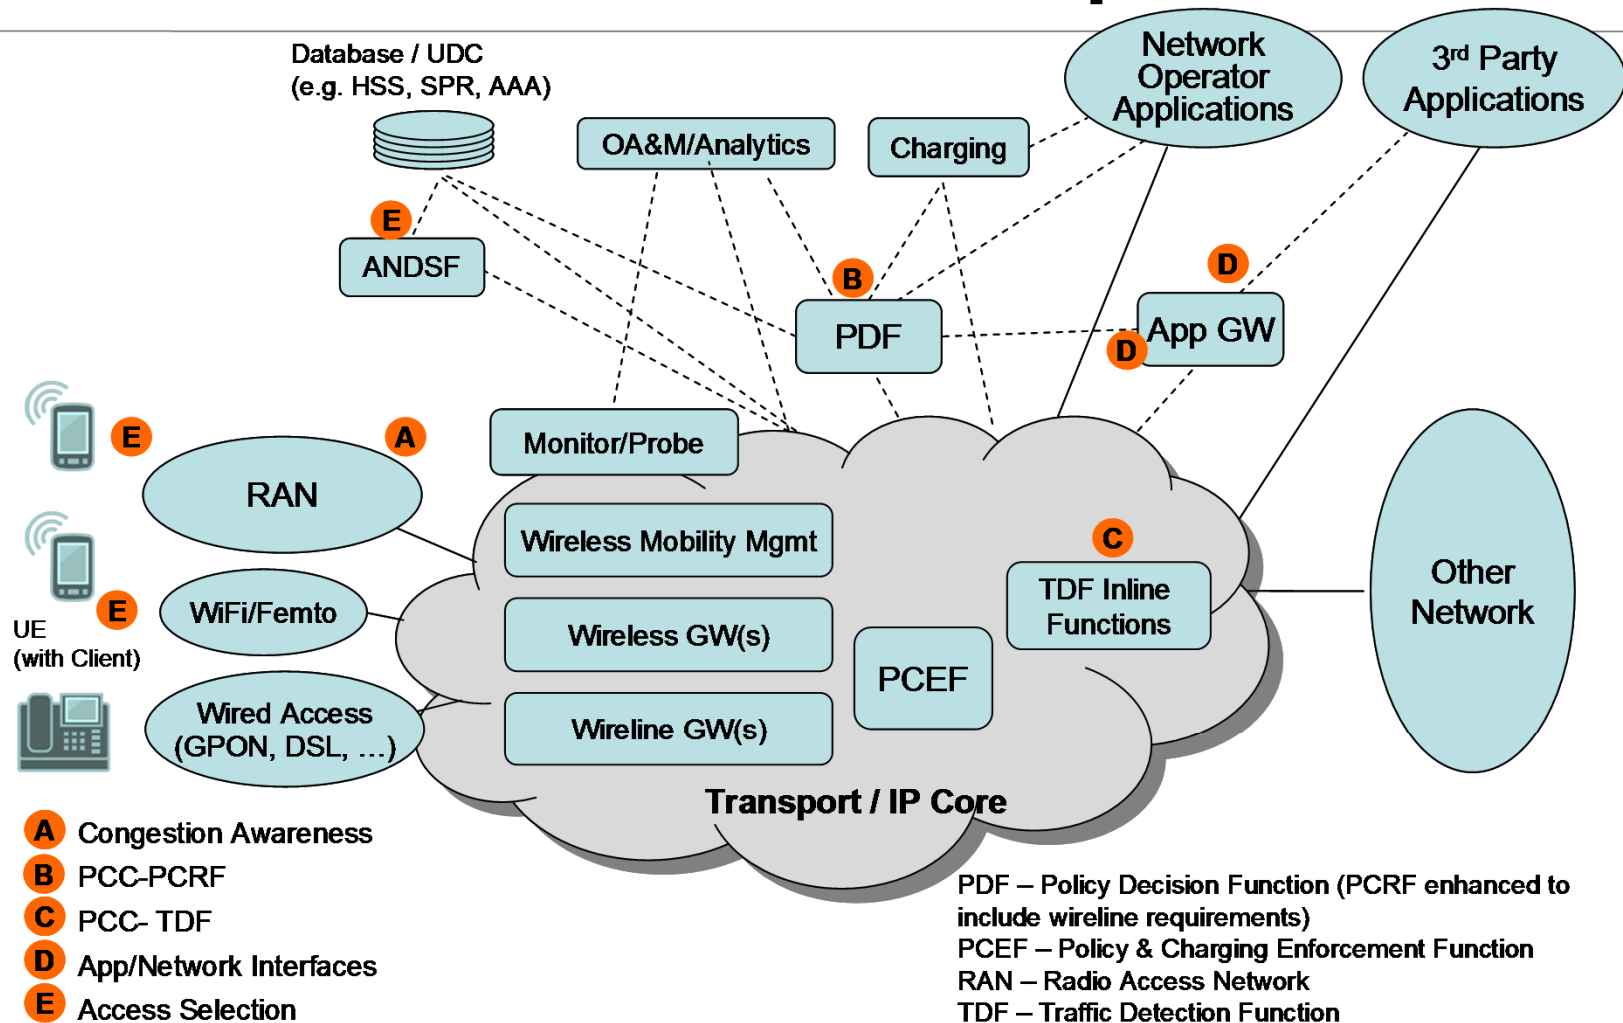 Database / UDC
(e.g. HSS, SPR, AAA)
Network
Operator
Applications
3rd Party
Applications
OA&M/Analytics
Charging
E
ANDSF
B
PDF
D
D
App GW
E
A
RAN
Monitor/Probe
Wireless Mobility Mgmt
C
TDF Inline
Functions
Other
Network
E
WiFi/Femto
UE
(with Client)
Wireless GW(s)
PCEF
Wired Access
(GPON, DSL, ...)
Wireline GW(s)
Transport / IP Core
A Congestion Awareness
B PCC-PCRF
C PCC- TDF
D App/Network Interfaces
E Access Selection
PDF – Policy Decision Function (PCRF enhanced to
include wireline requirements)
PCEF – Policy & Charging Enforcement Function
RAN – Radio Access Network
TDF – Traffic Detection Function